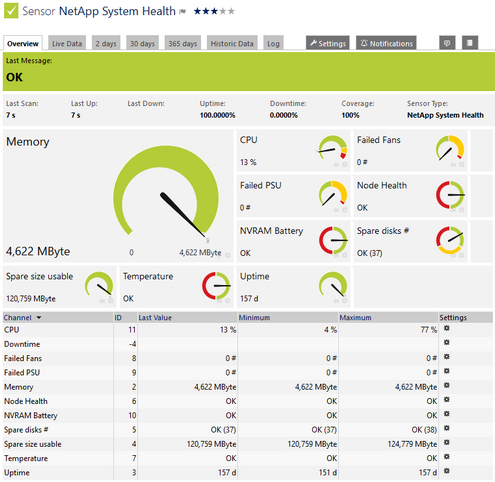 Sensor NetApp System Health
Overview Live Data 2 days 30 days 365 days Historic Data Log Settings Notifications
Last Message:
OK
Last Scan: Last Up: Last Down: Uptime: Downtime: Coverage: Sensor Type:
7 s 7 s 100.0000% 0.0000% 100% NetApp System Health
Memory
4,622 MByte
0 4,622 MByte
CPU
13 %
Failed Fans
0 #
Failed PSU
0 #
Node Health
OK
NVRAM Battery
OK
Spare disks #
OK (37)
Spare size usable
120,759 MByte
Temperature
OK
Uptime
157 d
Channel ID Last Value Minimum Maximum Settings
CPU 11 13 % 4 % 77 %
Downtime -4
Failed Fans 8 0 # 0 # 0 #
Failed PSU 9 0 # 0 # 0 #
Memory 2 4,622 MByte 4,622 MByte 4,622 MByte
Node Health 6 OK OK OK
NVRAM Battery 10 OK OK OK
Spare disks # 5 OK (37) OK (37) OK (38)
Spare size usable 4 120,759 MByte 120,759 MByte 124,779 MByte
Temperature 7 OK OK OK
Uptime 3 157 d 151 d 157 d